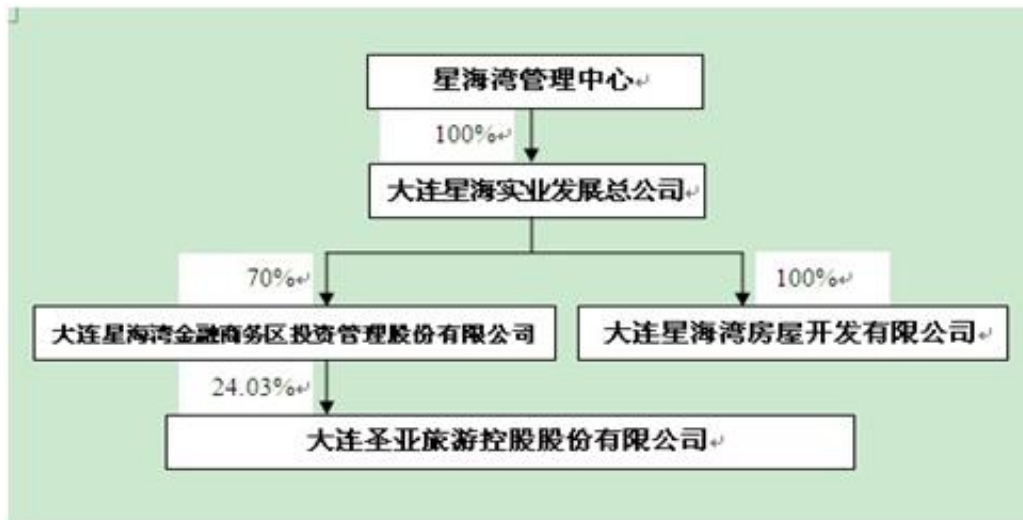 星海湾管理中心
100%
大连星海实业发展总公司
70%
100%
大连星海湾金融商务区投资管理股份有限公司
大连星海湾房屋开发有限公司
24.03%
大连圣亚旅游控股股份有限公司